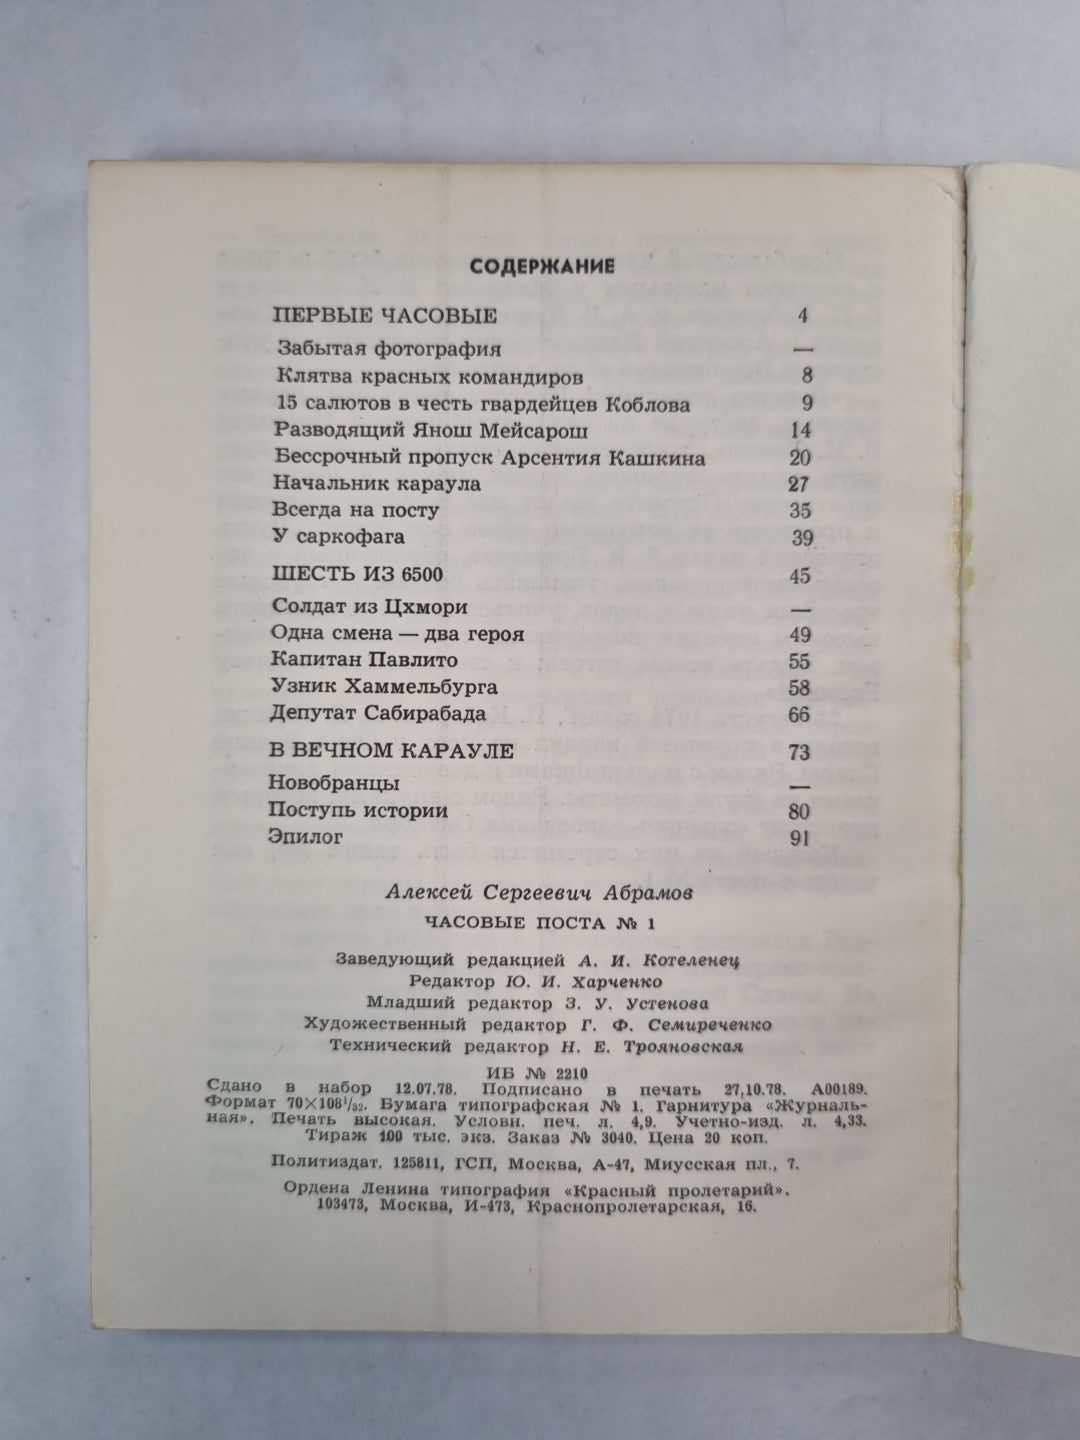 СОДЕРЖАНИЕ
ПЕРВЫЕ ЧАСОВЫЕ 4
Забытая фотография —
Клятва красных командиров 8
15 салютов в честь гвардейцев Коблова 9
Разводящий Янош Мейсарош 14
Бессрочный пропуск Арсентия Кашкина 20
Начальник караула 27
Всегда на посту 35
У саркофага 39
ШЕСТЬ ИЗ 6500 45
Солдат из Цхмори —
Одна смена — два героя 49
Капитан Павлито 55
Узник Хаммельбурга 58
Депутат Сабирабада 66
В ВЕЧНОМ КАРАУЛЕ 73
Новобранцы —
Поступь истории 80
Эпилог 91
Алексей Сергеевич Абрамов
ЧАСОВЫЕ ПОСТА № 1
Заведующий редакцией А. И. Котеленец
Редактор Ю. И. Харченко
Младший редактор З. У. Устенова
Художественный редактор Г. Ф. Семиреченко
Технический редактор Н. Е. Трояновская
ИБ № 2210
Сдано в набор 12.07.78. Подписано в печать 27.10.78. А00189.
Формат 70×108¹/₃₂. Бумага типографская № 1. Гарнитура «Журналь-
ная». Печать высокая. Условн. печ. л. 4,9. Учетно-изд. л. 4,33.
Тираж 100 тыс. экз. Заказ № 3040. Цена 20 коп.
Политиздат. 125811, ГСП, Москва, А-47, Миусская пл., 7.
Ордена Ленина типография «Красный пролетарий».
103473, Москва, И-473, Краснопролетарская, 16.